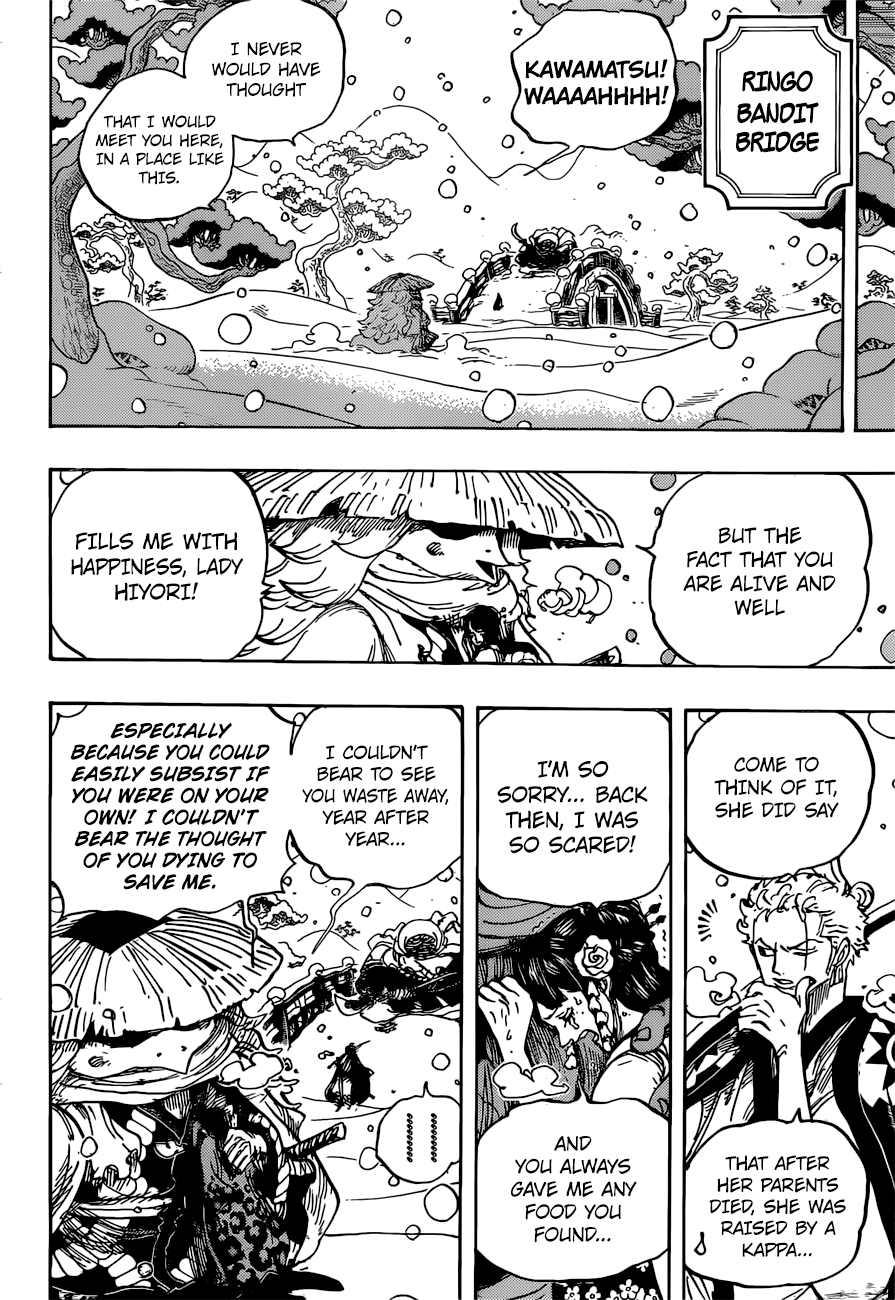 RINGO
BANDIT
BRIDGE
KAWAMATSU!
WAAAAHHHH!
I NEVER
WOULD HAVE
THOUGHT
THAT I WOULD
MEET YOU HERE,
IN A PLACE LIKE
THIS.
BUT THE
FACT THAT YOU
ARE ALIVE AND
WELL
FILLS ME WITH
HAPPINESS, LADY
HIYORI!
COME TO
THINK OF IT,
SHE DID SAY
THAT AFTER
HER PARENTS
DIED, SHE WAS
RAISED BY A
KAPPA...
I'M SO
SORRY... BACK
THEN, I WAS
SO SCARED!
AND
YOU ALWAYS
GAVE ME ANY
FOOD YOU
FOUND...
I COULDN'T
BEAR TO SEE
YOU WASTE AWAY,
YEAR AFTER
YEAR...
ESPECIALLY
BECAUSE YOU COULD
EASILY SUBSIST IF
YOU WERE ON YOUR
OWN! I COULDN'T
BEAR THE THOUGHT
OF YOU DYING TO
SAVE ME.